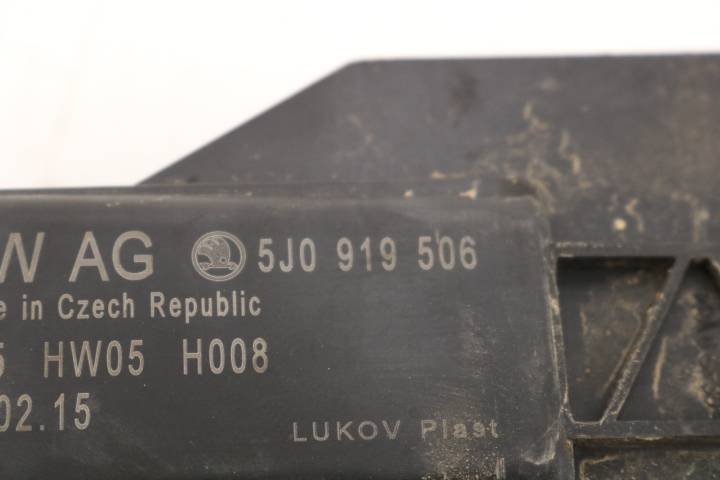 W AG 5J0 919 506
e in Czech Republic
5 HW05 H008
02.15
LUKOV Plast